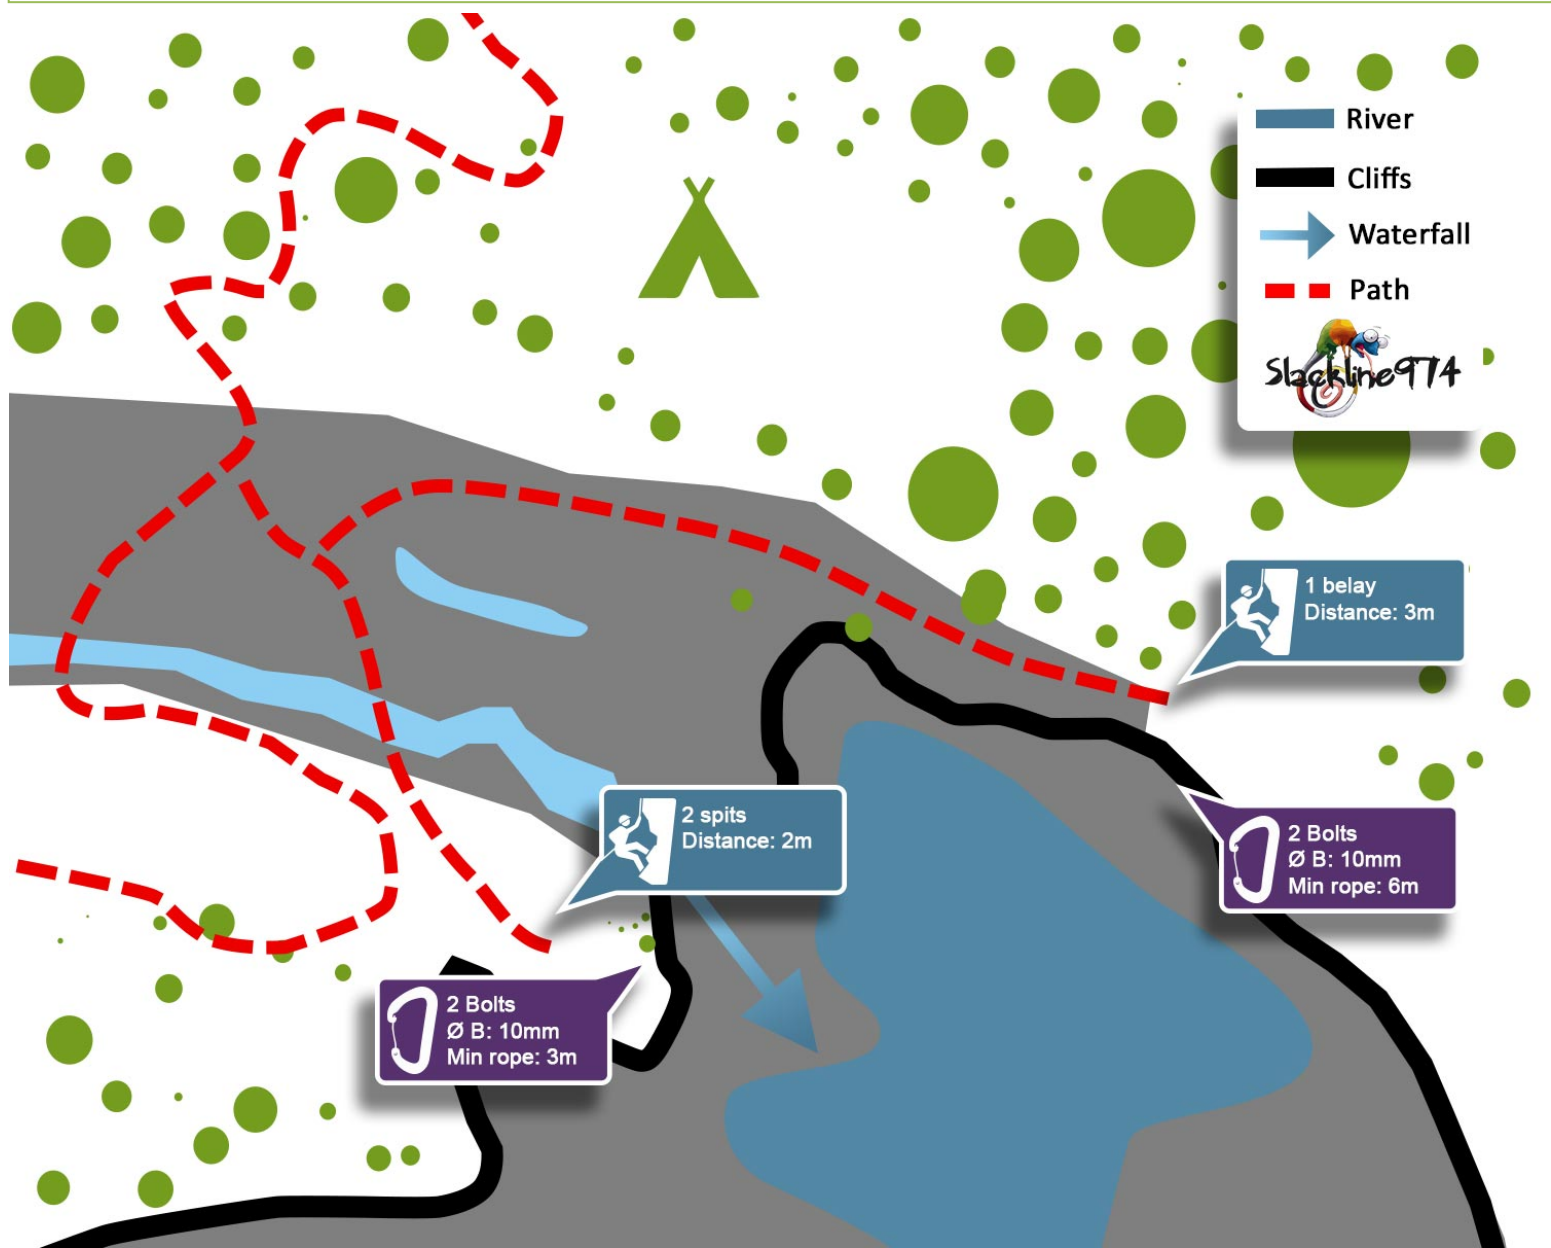 River
Cliffs
Waterfall
Path
Slackline974
1 belay
Distance: 3m
2 spits
Distance: 2m
2 Bolts
Ø B: 10mm
Min rope: 6m
2 Bolts
Ø B: 10mm
Min rope: 3m